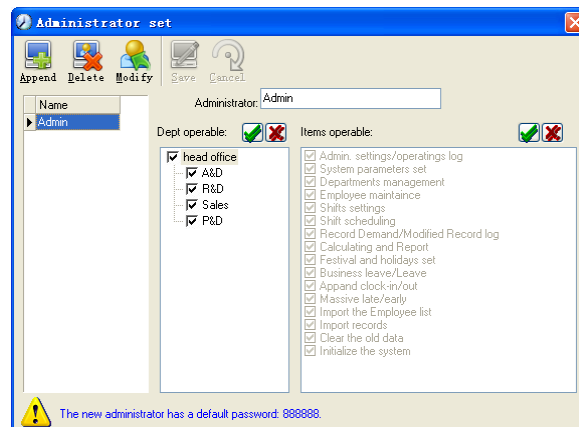 Administrator set
Append Delete Modify Save Cancel
Name
Admin
Administrator: Admin
Dept operable:
head office
A&D
R&D
Sales
P&D
Items operable:
Admin. settings/operatings log
System parameters set
Departments management
Employee maintaince
Shifts settings
Shift scheduling
Record Demand/Modified Record log
Calculating and Report
Festival and holidays set
Business leave/Leave
Appand clock-in/out
Massive late/early
Import the Employee list
Import records
Clear the old data
Initialize the system
The new administrator has a default password: 888888.